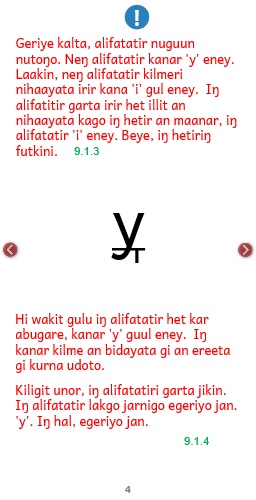 !
Geriye kalta, alifatatir nuguun
nutoŋo. Neŋ alifatatir kanar 'y' eney.
Laakin, neŋ alifatatir kilmeri
nihaayata irir kana 'i' gul eney. Iŋ
alifatitir garta irir het illit an
nihaayata kago iŋ hetir an maanar, iŋ
alifatatir 'i' eney. Beye, iŋ hetiriŋ
futkini. 9.1.3
y
T
Hi wakit gulu iŋ alifatatir het kar
abugare, kanar 'y' guul eney. Iŋ
kanar kilme an bidayata gi an ereeta
gi kurna udoto.
Kiligit unor, iŋ alifatatiri garta jikin.
Iŋ alifatatir lakgo jarnigo egeriyo jan.
'y'. Iŋ hal, egeriyo jan.
9.1.4
4